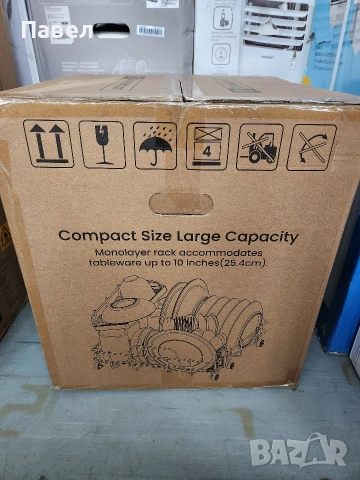 Павел
4
Compact Size Large Capacity
Monolayer rack accommodates
tableware up to 10 inches(25.4cm).
BAZAR